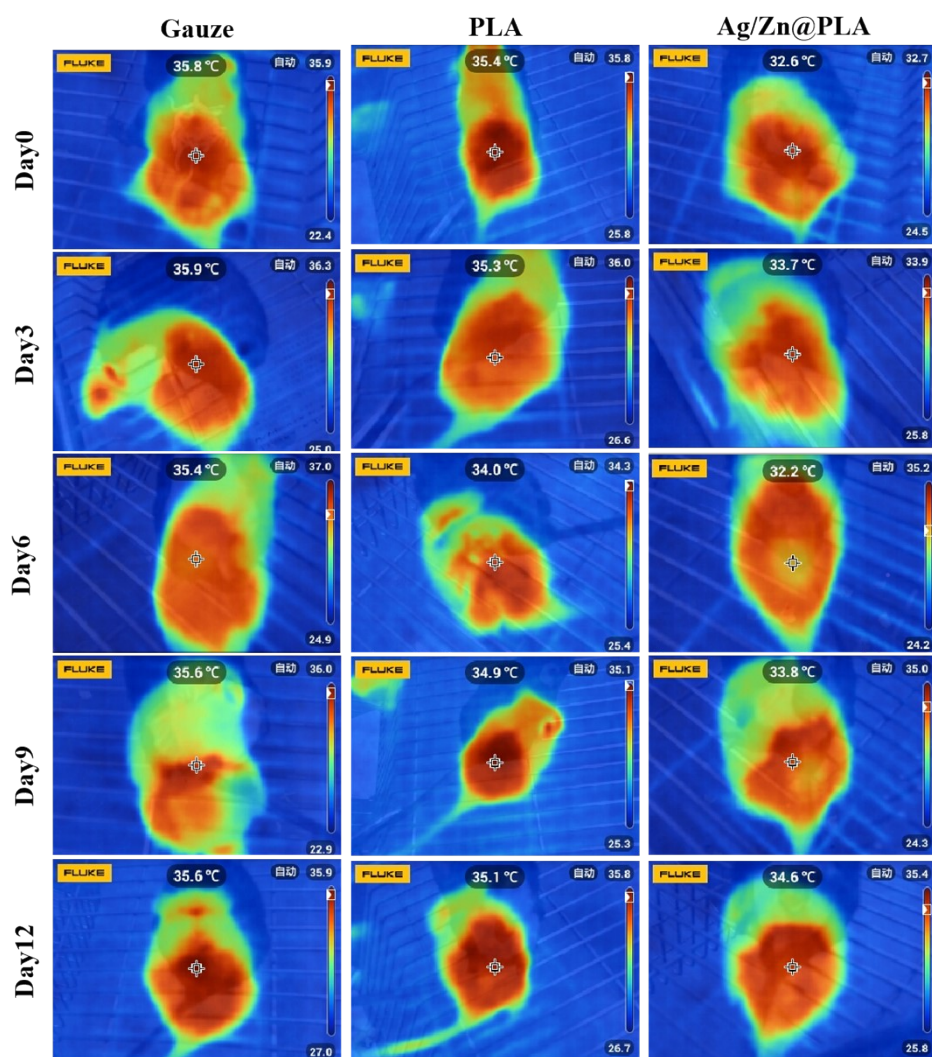 Gauze PLA Ag/Zn@PLA
Day0
FLUKE 35.8 ℃ 自动 35.9
22.4
FLUKE 35.4 ℃ 自动 35.8
25.8
FLUKE 32.6 ℃ 自动 32.7
24.5
Day3
FLUKE 35.9 ℃ 自动 36.3
25.0
FLUKE 35.3 ℃ 自动 36.0
26.6
FLUKE 33.7 ℃ 自动 33.9
25.8
Day6
FLUKE 35.4 ℃ 自动 37.0
24.9
FLUKE 34.0 ℃ 自动 34.3
25.4
FLUKE 32.2 ℃ 自动 35.2
24.2
Day9
FLUKE 35.6 ℃ 自动 36.0
22.9
FLUKE 34.9 ℃ 自动 35.1
25.3
FLUKE 33.8 ℃ 自动 35.0
24.3
Day12
FLUKE 35.6 ℃ 自动 35.9
27.0
FLUKE 35.1 ℃ 自动 35.8
26.7
FLUKE 34.6 ℃ 自动 35.4
25.8